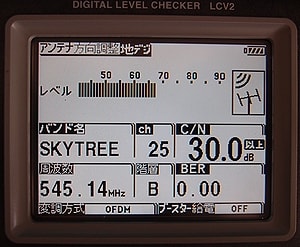 DIGITAL LEVEL CHECKER LCV2
アンテナ方向調整 地デジ
レベル 50 60 70 80 90
バンド名 ch C/N
SKYTREE 25 30.0 以上 dB
周波数 階層 BER
545.14MHz B 0.00
変調方式 OFDM ブースター給電 OFF